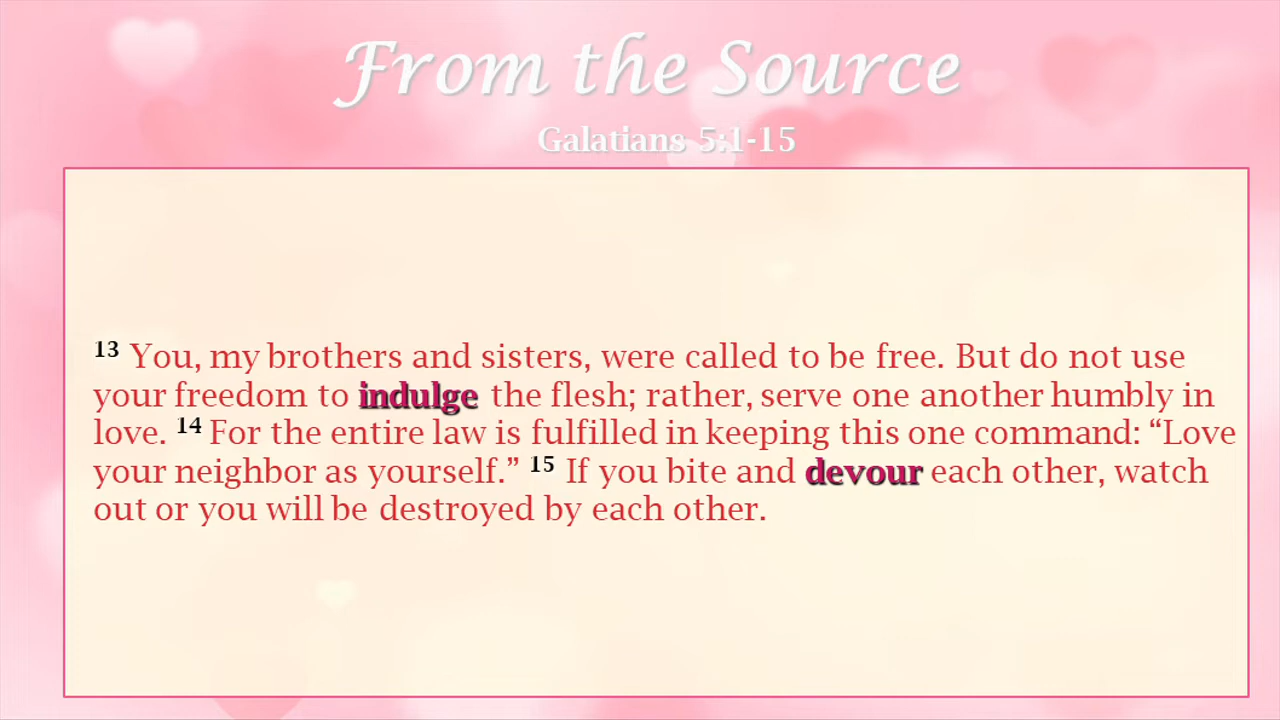 From the Source
Galatians 5:1-15
13 You, my brothers and sisters, were called to be free. But do not use
your freedom to indulge the flesh; rather, serve one another humbly in
love. 14 For the entire law is fulfilled in keeping this one command: “Love
your neighbor as yourself.” 15 If you bite and devour each other, watch
out or you will be destroyed by each other.